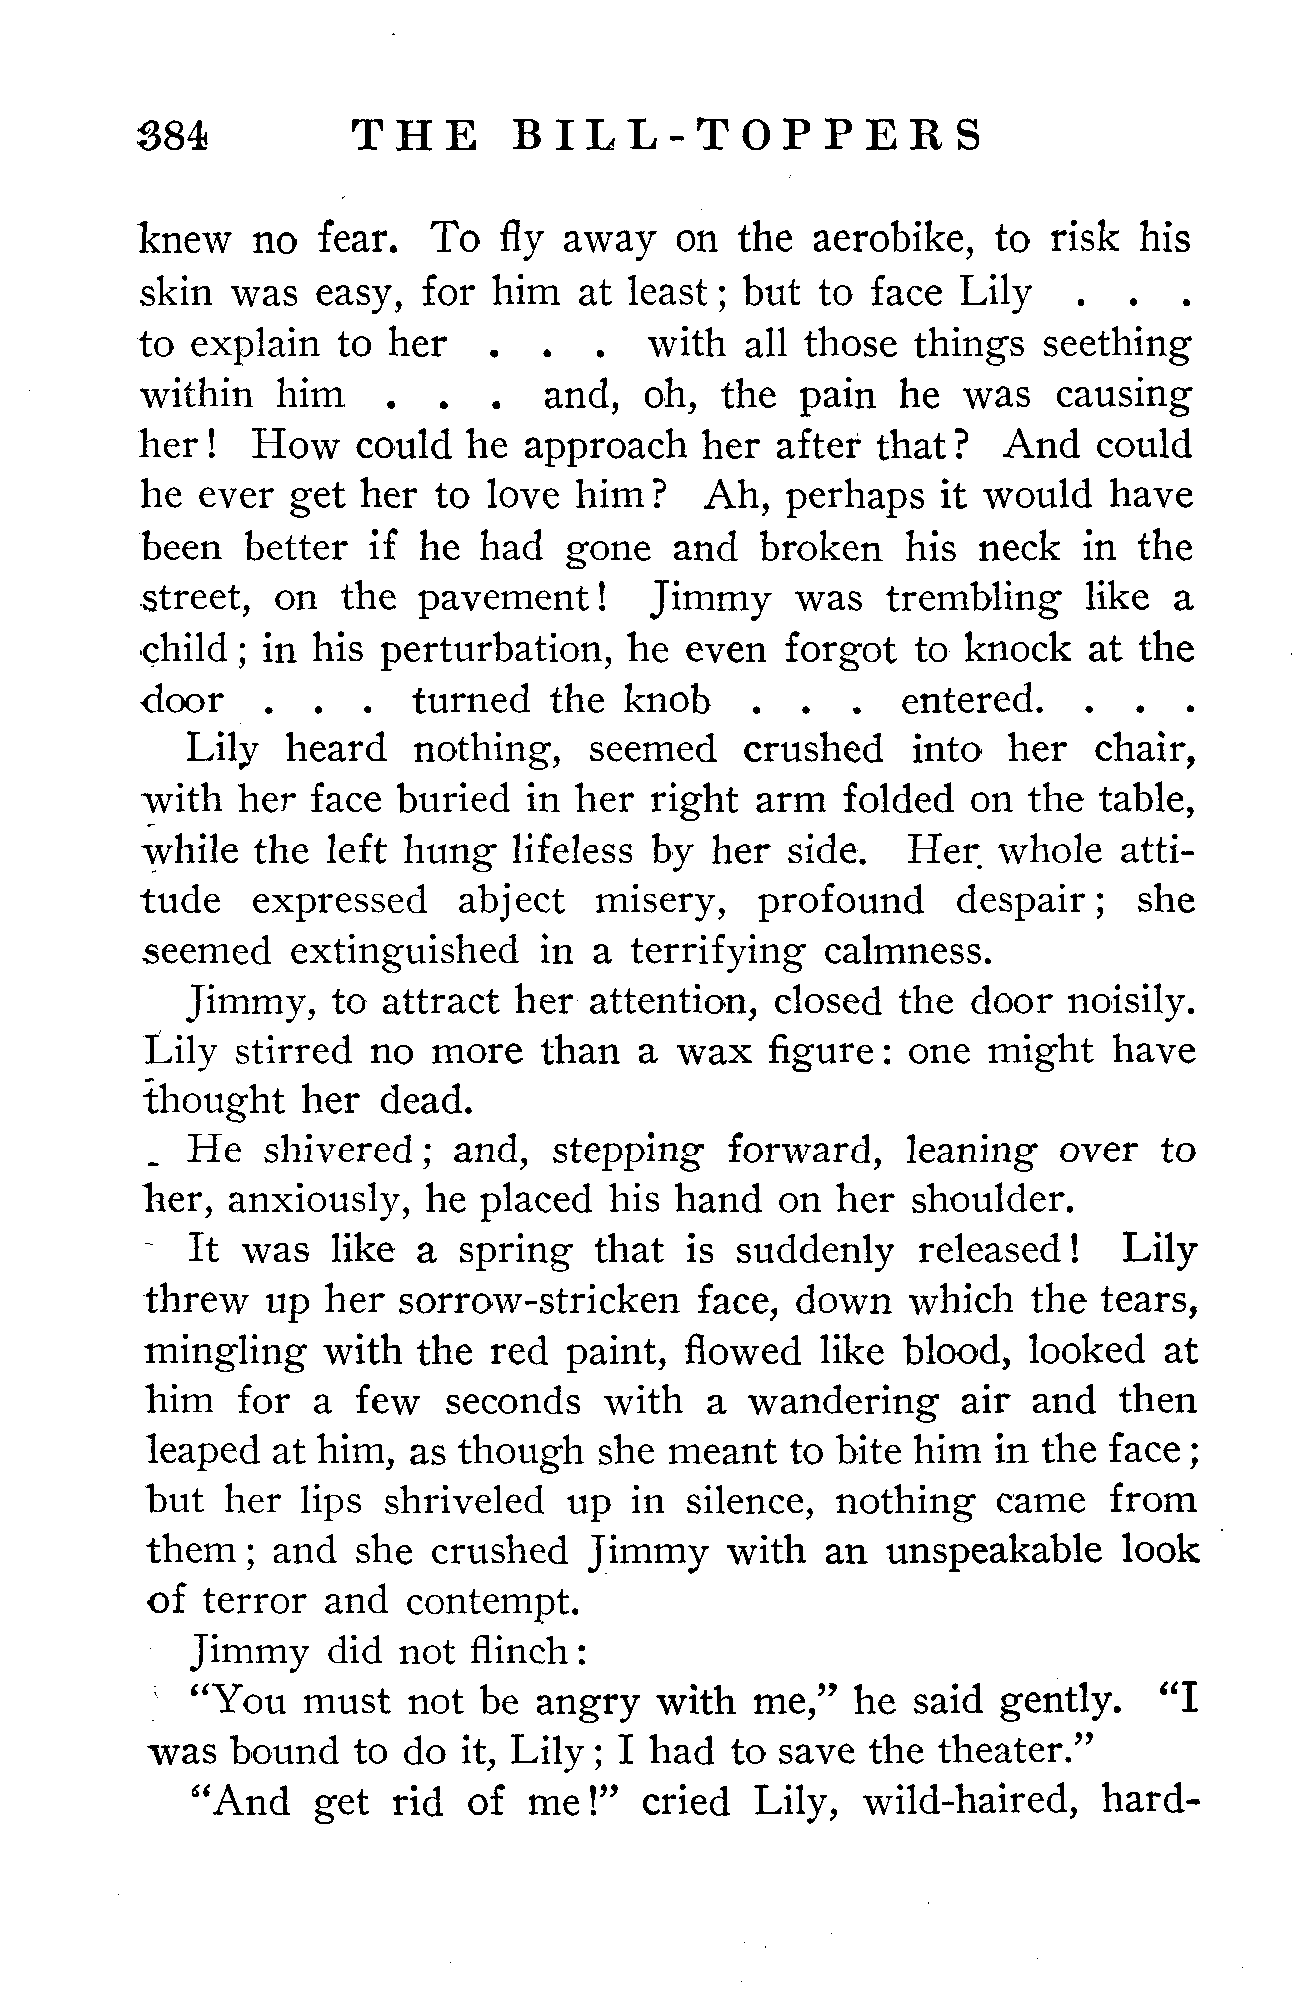 384 THE BILL-TOPPERS
knew no fear. To fly away on the aerobike, to risk his
skin was easy, for him at least; but to face Lily . . .
to explain to her . . . with all those things seething
within him . . . and, oh, the pain he was causing
her! How could he approach her after that? And could
he ever get her to love him? Ah, perhaps it would have
been better if he had gone and broken his neck in the
street, on the pavement! Jimmy was trembling like a
child; in his perturbation, he even forgot to knock at the
door . . . turned the knob . . . entered. . . .
Lily heard nothing, seemed crushed into her chair,
with her face buried in her right arm folded on the table,
while the left hung lifeless by her side. Her whole atti-
tude expressed abject misery, profound despair; she
seemed extinguished in a terrifying calmness.
Jimmy, to attract her attention, closed the door noisily.
Lily stirred no more than a wax figure: one might have
thought her dead.
He shivered; and, stepping forward, leaning over to
her, anxiously, he placed his hand on her shoulder.
It was like a spring that is suddenly released! Lily
threw up her sorrow-stricken face, down which the tears,
mingling with the red paint, flowed like blood, looked at
him for a few seconds with a wandering air and then
leaped at him, as though she meant to bite him in the face;
but her lips shriveled up in silence, nothing came from
them; and she crushed Jimmy with an unspeakable look
of terror and contempt.
Jimmy did not flinch:
"You must not be angry with me," he said gently. "I
was bound to do it, Lily; I had to save the theater."
"And get rid of me!" cried Lily, wild-haired, hard-